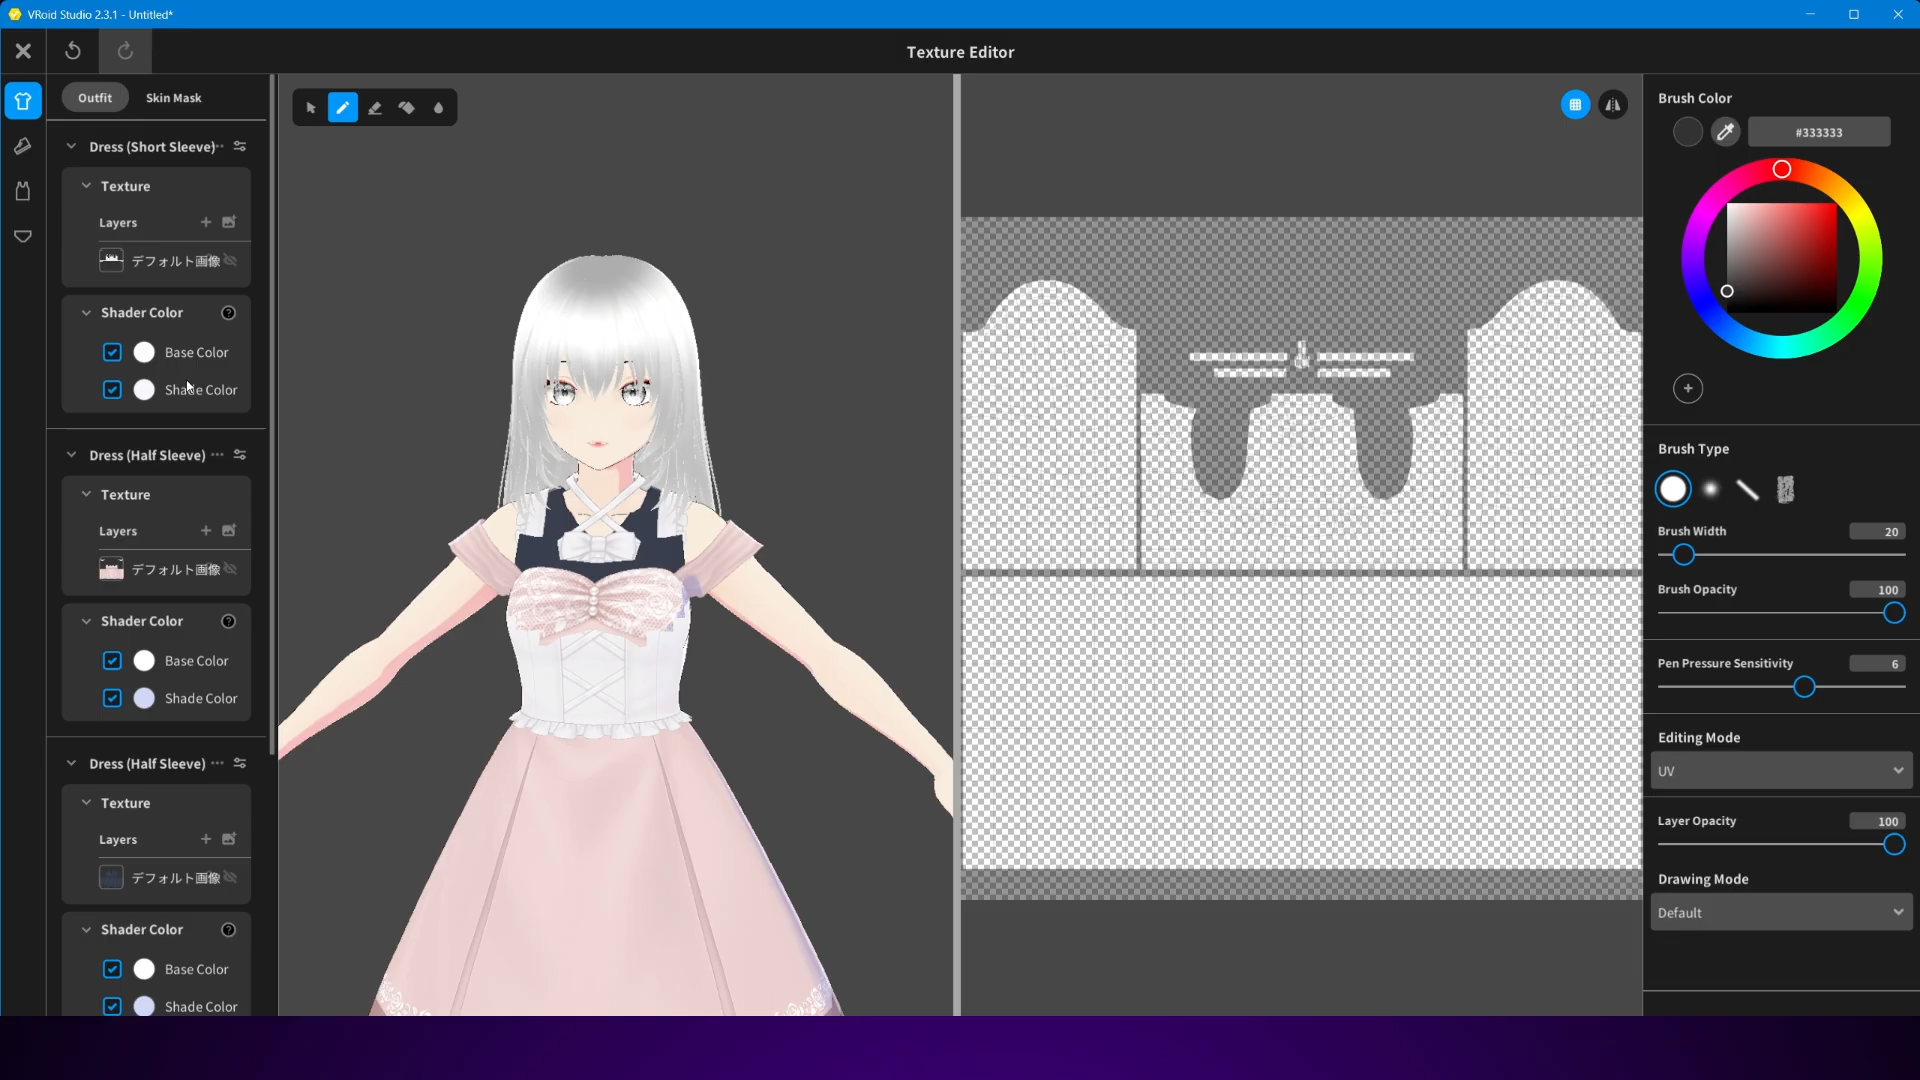 VRoid Studio 2.3.1 - Untitled*
Texture Editor
Outfit
Skin Mask
Dress (Short Sleeve)
Texture
Layers
デフォルト画像
Shader Color
Base Color
Shade Color
Dress (Half Sleeve)
Texture
Layers
デフォルト画像
Shader Color
Base Color
Shade Color
Dress (Half Sleeve)
Texture
Layers
デフォルト画像
Shader Color
Base Color
Shade Color
Brush Color
#333333
Brush Type
Brush Width
20
Brush Opacity
100
Pen Pressure Sensitivity
6
Editing Mode
UV
Layer Opacity
100
Drawing Mode
Default